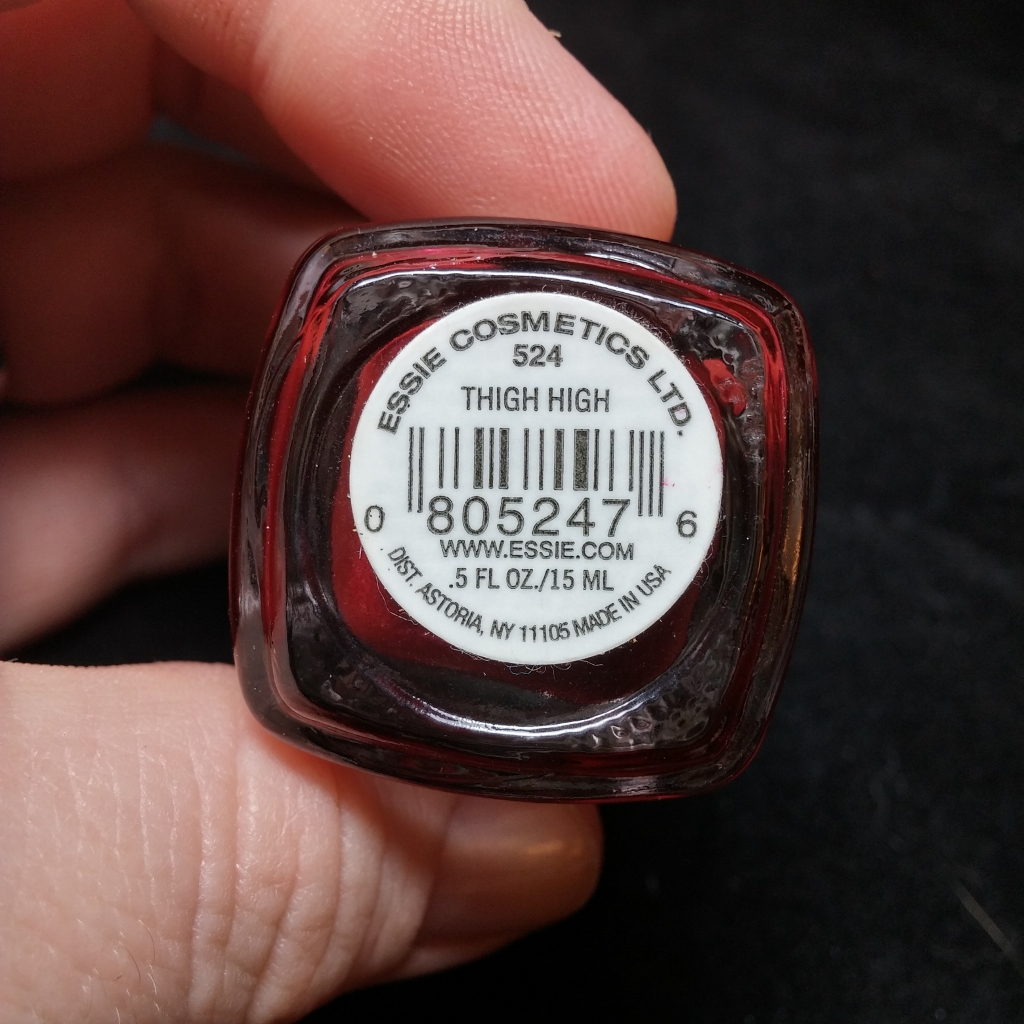 ESSIE COSMETICS LTD.
524
THIGH HIGH
0 805247 6
WWW.ESSIE.COM
.5 FL OZ./15 ML
DIST. ASTORIA, NY 11105 MADE IN USA